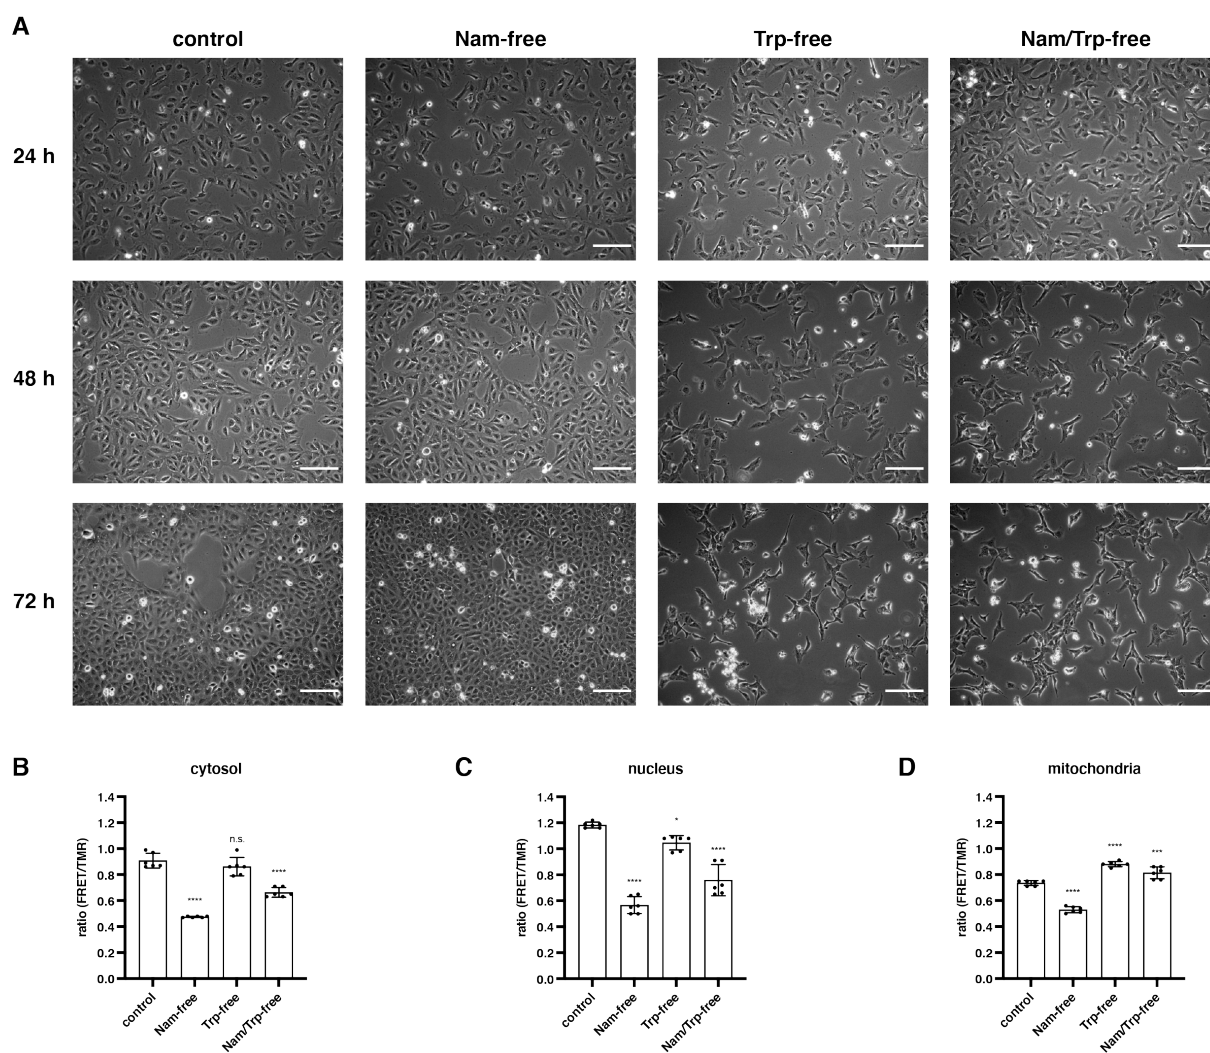 A
control
Nam-free
Trp-free
Nam/Trp-free
24 h
48 h
72 h
B
cytosol
ratio (FRET/TMR)
1.4
1.2
1.0
0.8
0.6
0.4
0.2
0.0
****
n.s.
****
control
Nam-free
Trp-free
Nam/Trp-free
C
nucleus
ratio (FRET/TMR)
1.4
1.2
1.0
0.8
0.6
0.4
0.2
0.0
****
*
****
control
Nam-free
Trp-free
Nam/Trp-free
D
mitochondria
ratio (FRET/TMR)
1.4
1.2
1.0
0.8
0.6
0.4
0.2
0.0
****
****
***
control
Nam-free
Trp-free
Nam/Trp-free